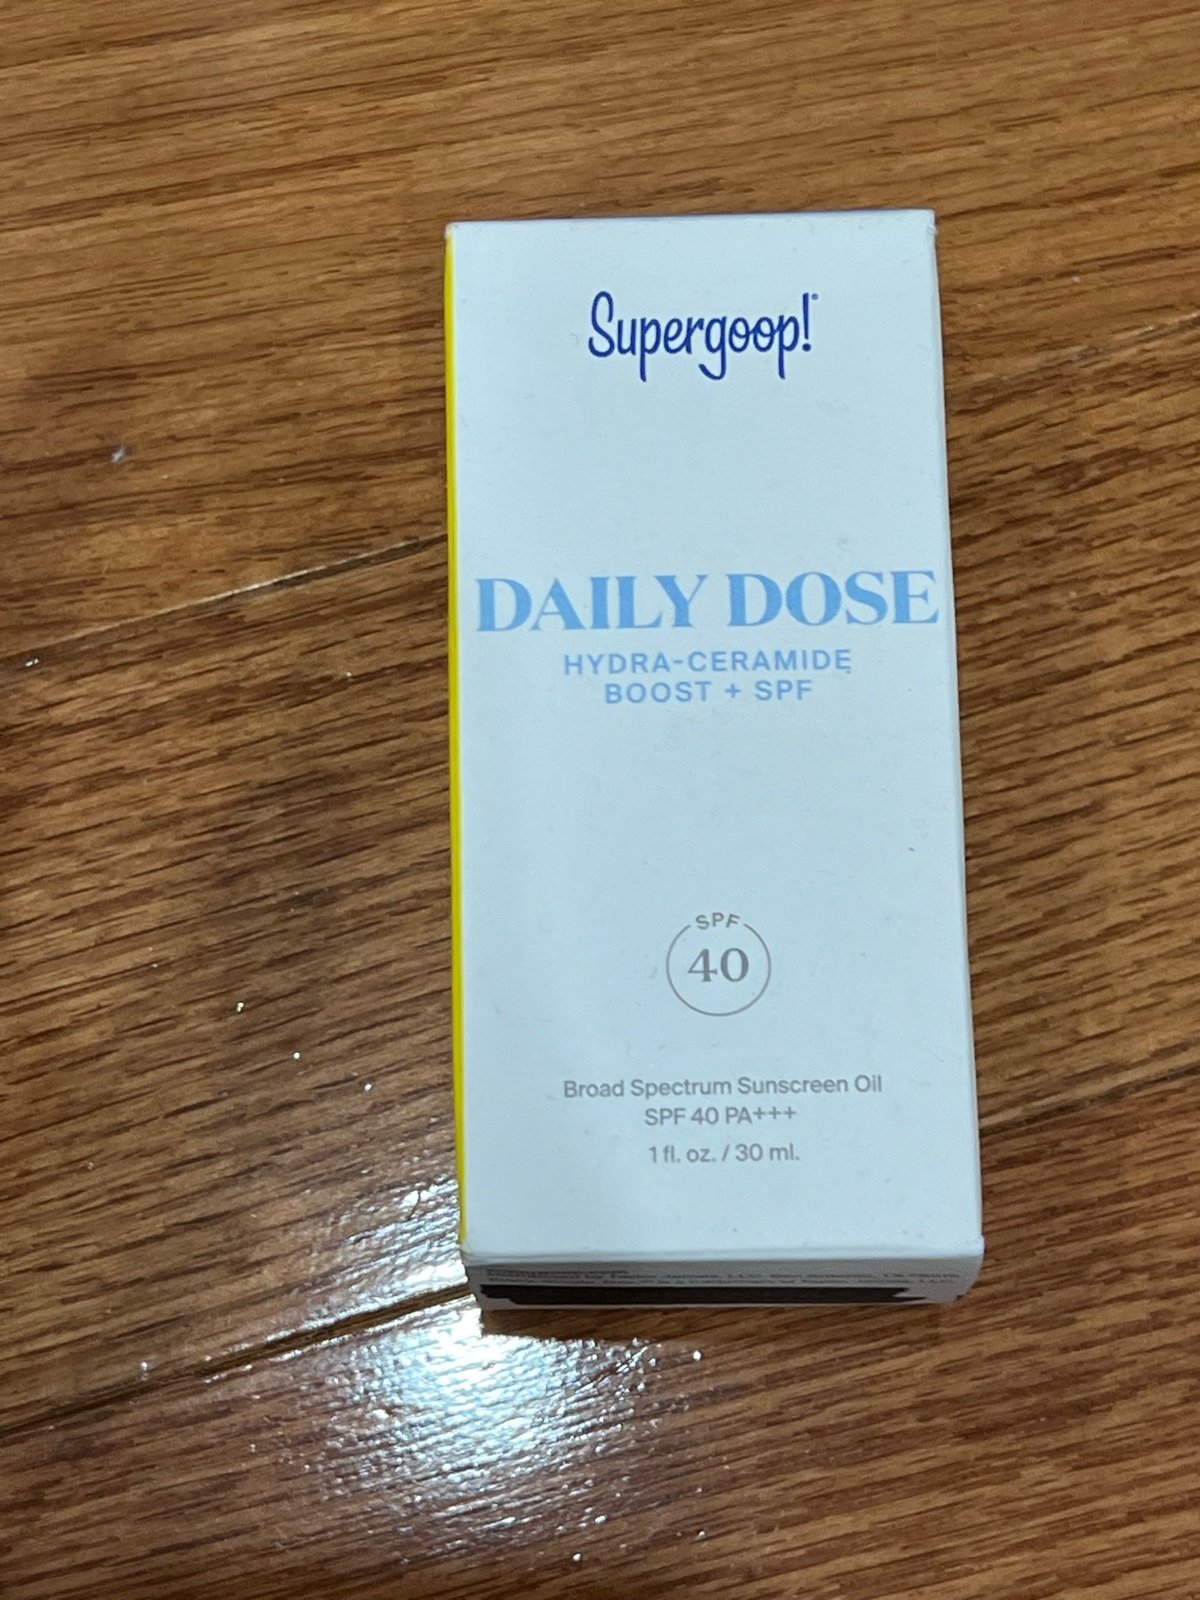 Supergoop!
DAILY DOSE
HYDRA-CERAMIDE
BOOST + SPF
SPF
40
Broad Spectrum Sunscreen Oil
SPF 40 PA+++
1 fl. oz. / 30 ml.